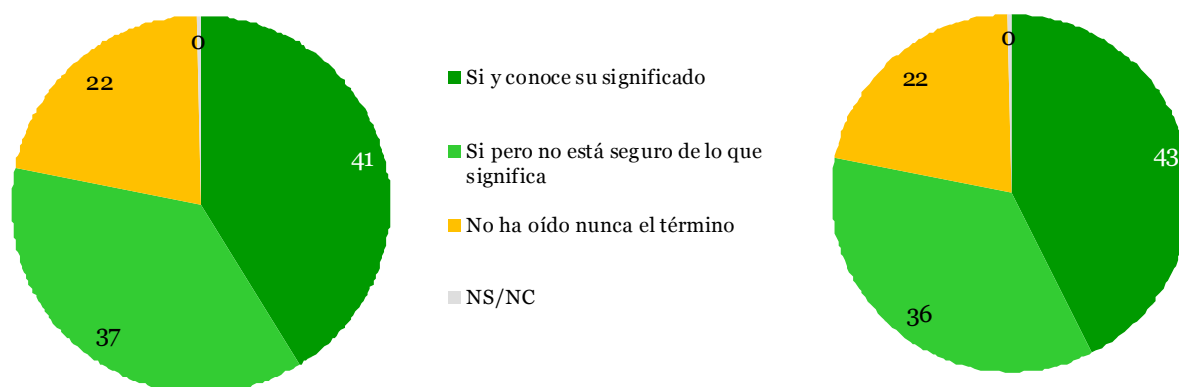 0
22
41
37
Si y conoce su significado
Si pero no está seguro de lo que
significa
No ha oído nunca el término
NS/NC
0
22
43
36